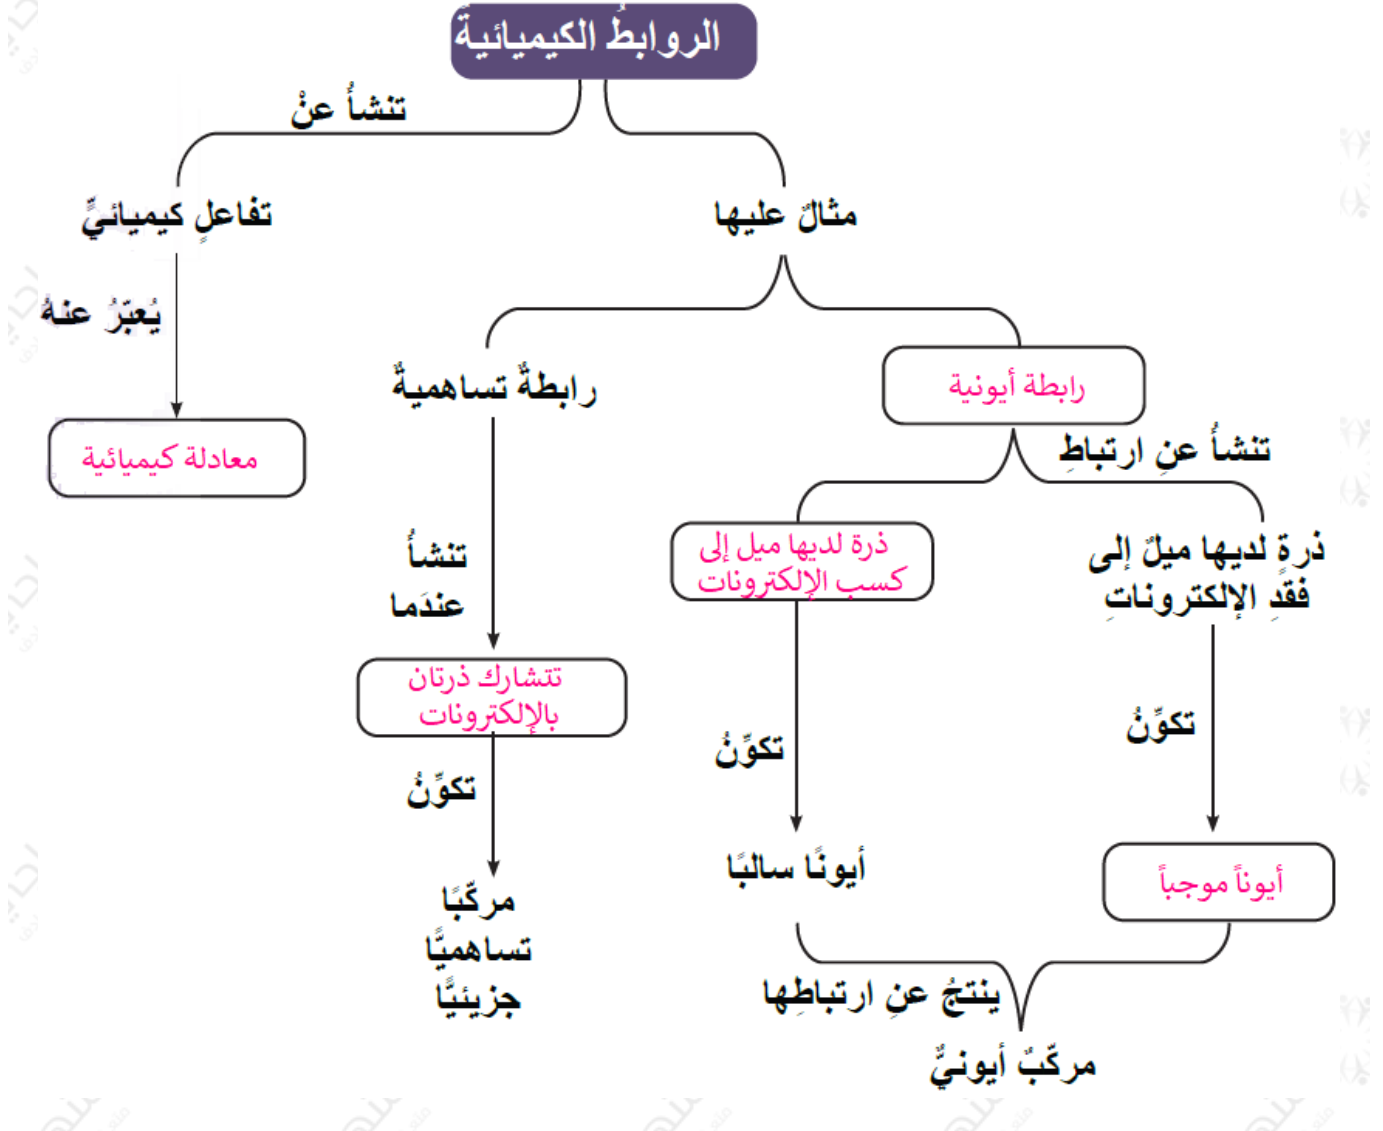 الروابطُ الكيميائيةُ
تنشأُ عنْ
مثالٌ عليها
تفاعلٍ كيميائيٍّ
يُعبّرُ عنهُ
معادلة كيميائية
رابطة أيونية
رابطةٌ تساهميةٌ
تنشأُ عنِ ارتباطِ
ذرةٍ لديها ميلٌ إلى
فقدِ الإلكتروناتِ
ذرة لديها ميل إلى
كسب الإلكترونات
تنشأُ
عندَما
تتشارك ذرتان
بالإلكترونات
تكوِّنُ
تكوِّنُ
تكوِّنُ
أيوناً موجباً
أيونًا سالبًا
مركّبًا
تساهميًّا
جزيئيًّا
ينتجُ عنِ ارتباطِها
مركّبٌ أيونيٌّ